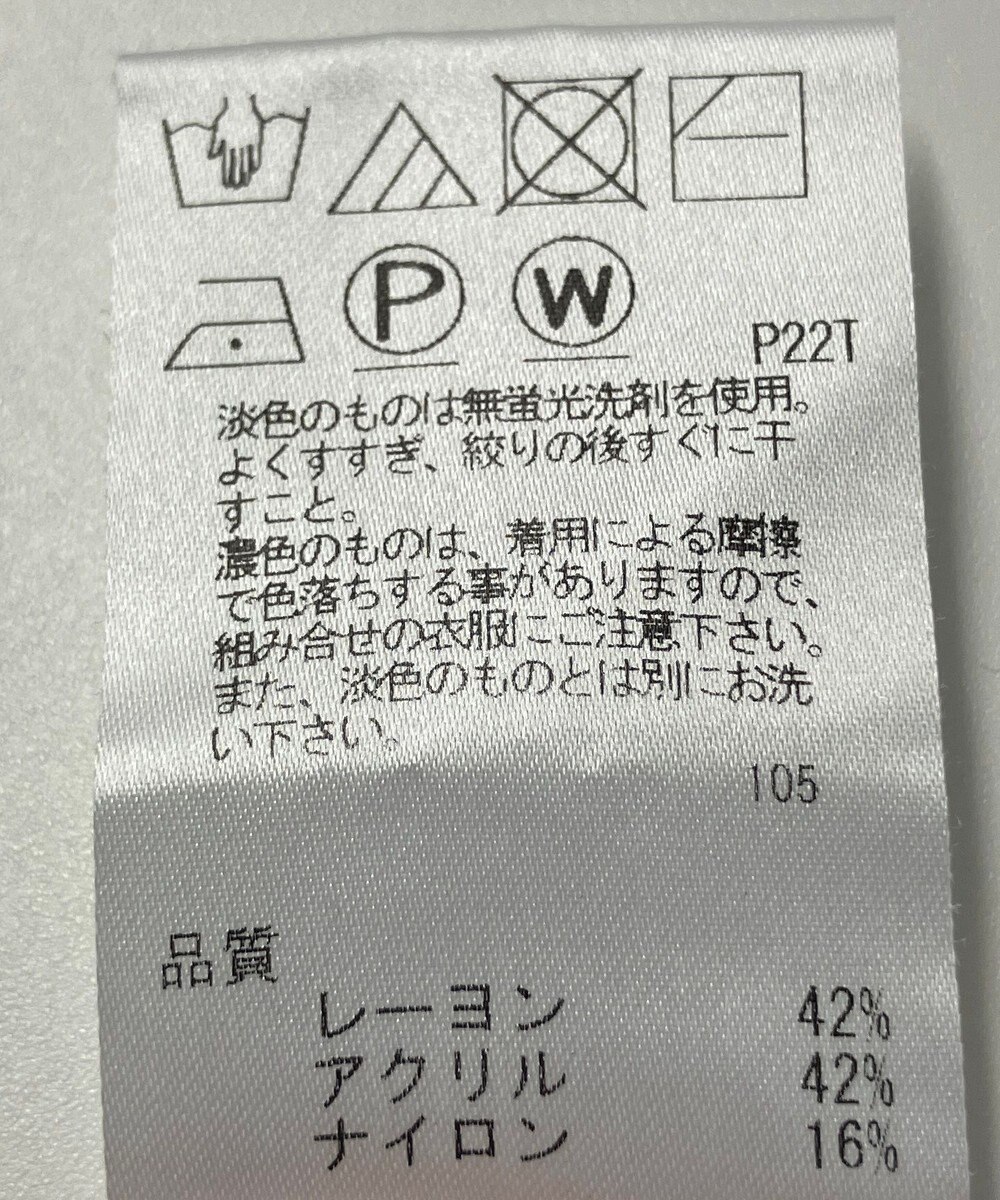 P W P22T
淡色のものは無蛍光洗剤を使用。
よくすすぎ、絞りの後すぐに干
すこと。
濃色のものは、着用による摩擦
で色落ちする事がありますので、
組み合せの衣服にご注意下さい。
また、淡色のものとは別にお洗
い下さい。
105
品質
レーヨン 42%
アクリル 42%
ナイロン 16%